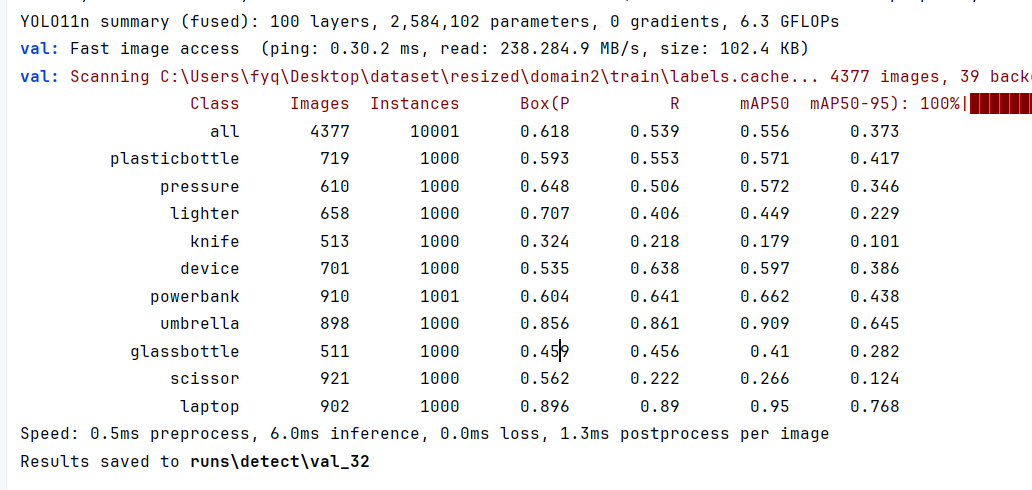 YOLO11n summary (fused): 100 layers, 2,584,102 parameters, 0 gradients, 6.3 GFLOPs
val: Fast image access  (ping: 0.30.2 ms, read: 238.284.9 MB/s, size: 102.4 KB)
val: Scanning C:\Users\fyq\Desktop\dataset\resized\domain2\train\labels.cache... 4377 images, 39
Class Images Instances Box(P R mAP50 mAP50-95): 100%|
all 4377 10001 0.618 0.539 0.556 0.373
plasticbottle 719 1000 0.593 0.553 0.571 0.417
pressure 610 1000 0.648 0.506 0.572 0.346
lighter 658 1000 0.707 0.406 0.449 0.229
knife 513 1000 0.324 0.218 0.179 0.101
device 701 1000 0.535 0.638 0.597 0.386
powerbank 910 1001 0.604 0.641 0.662 0.438
umbrella 898 1000 0.856 0.861 0.909 0.645
glassbottle 511 1000 0.459 0.456 0.41 0.282
scissor 921 1000 0.562 0.222 0.266 0.124
laptop 902 1000 0.896 0.89 0.95 0.768
Speed: 0.5ms preprocess, 6.0ms inference, 0.0ms loss, 1.3ms postprocess per image
Results saved to runs\detect\val_32